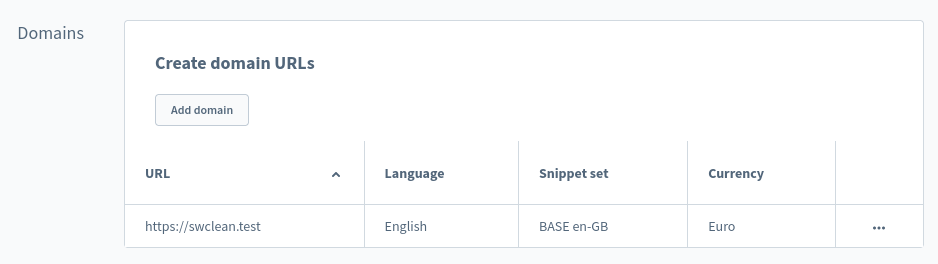 Domains
Create domain URLs
Add domain
URL Language Snippet set Currency
https://swclean.test English BASE en-GB Euro